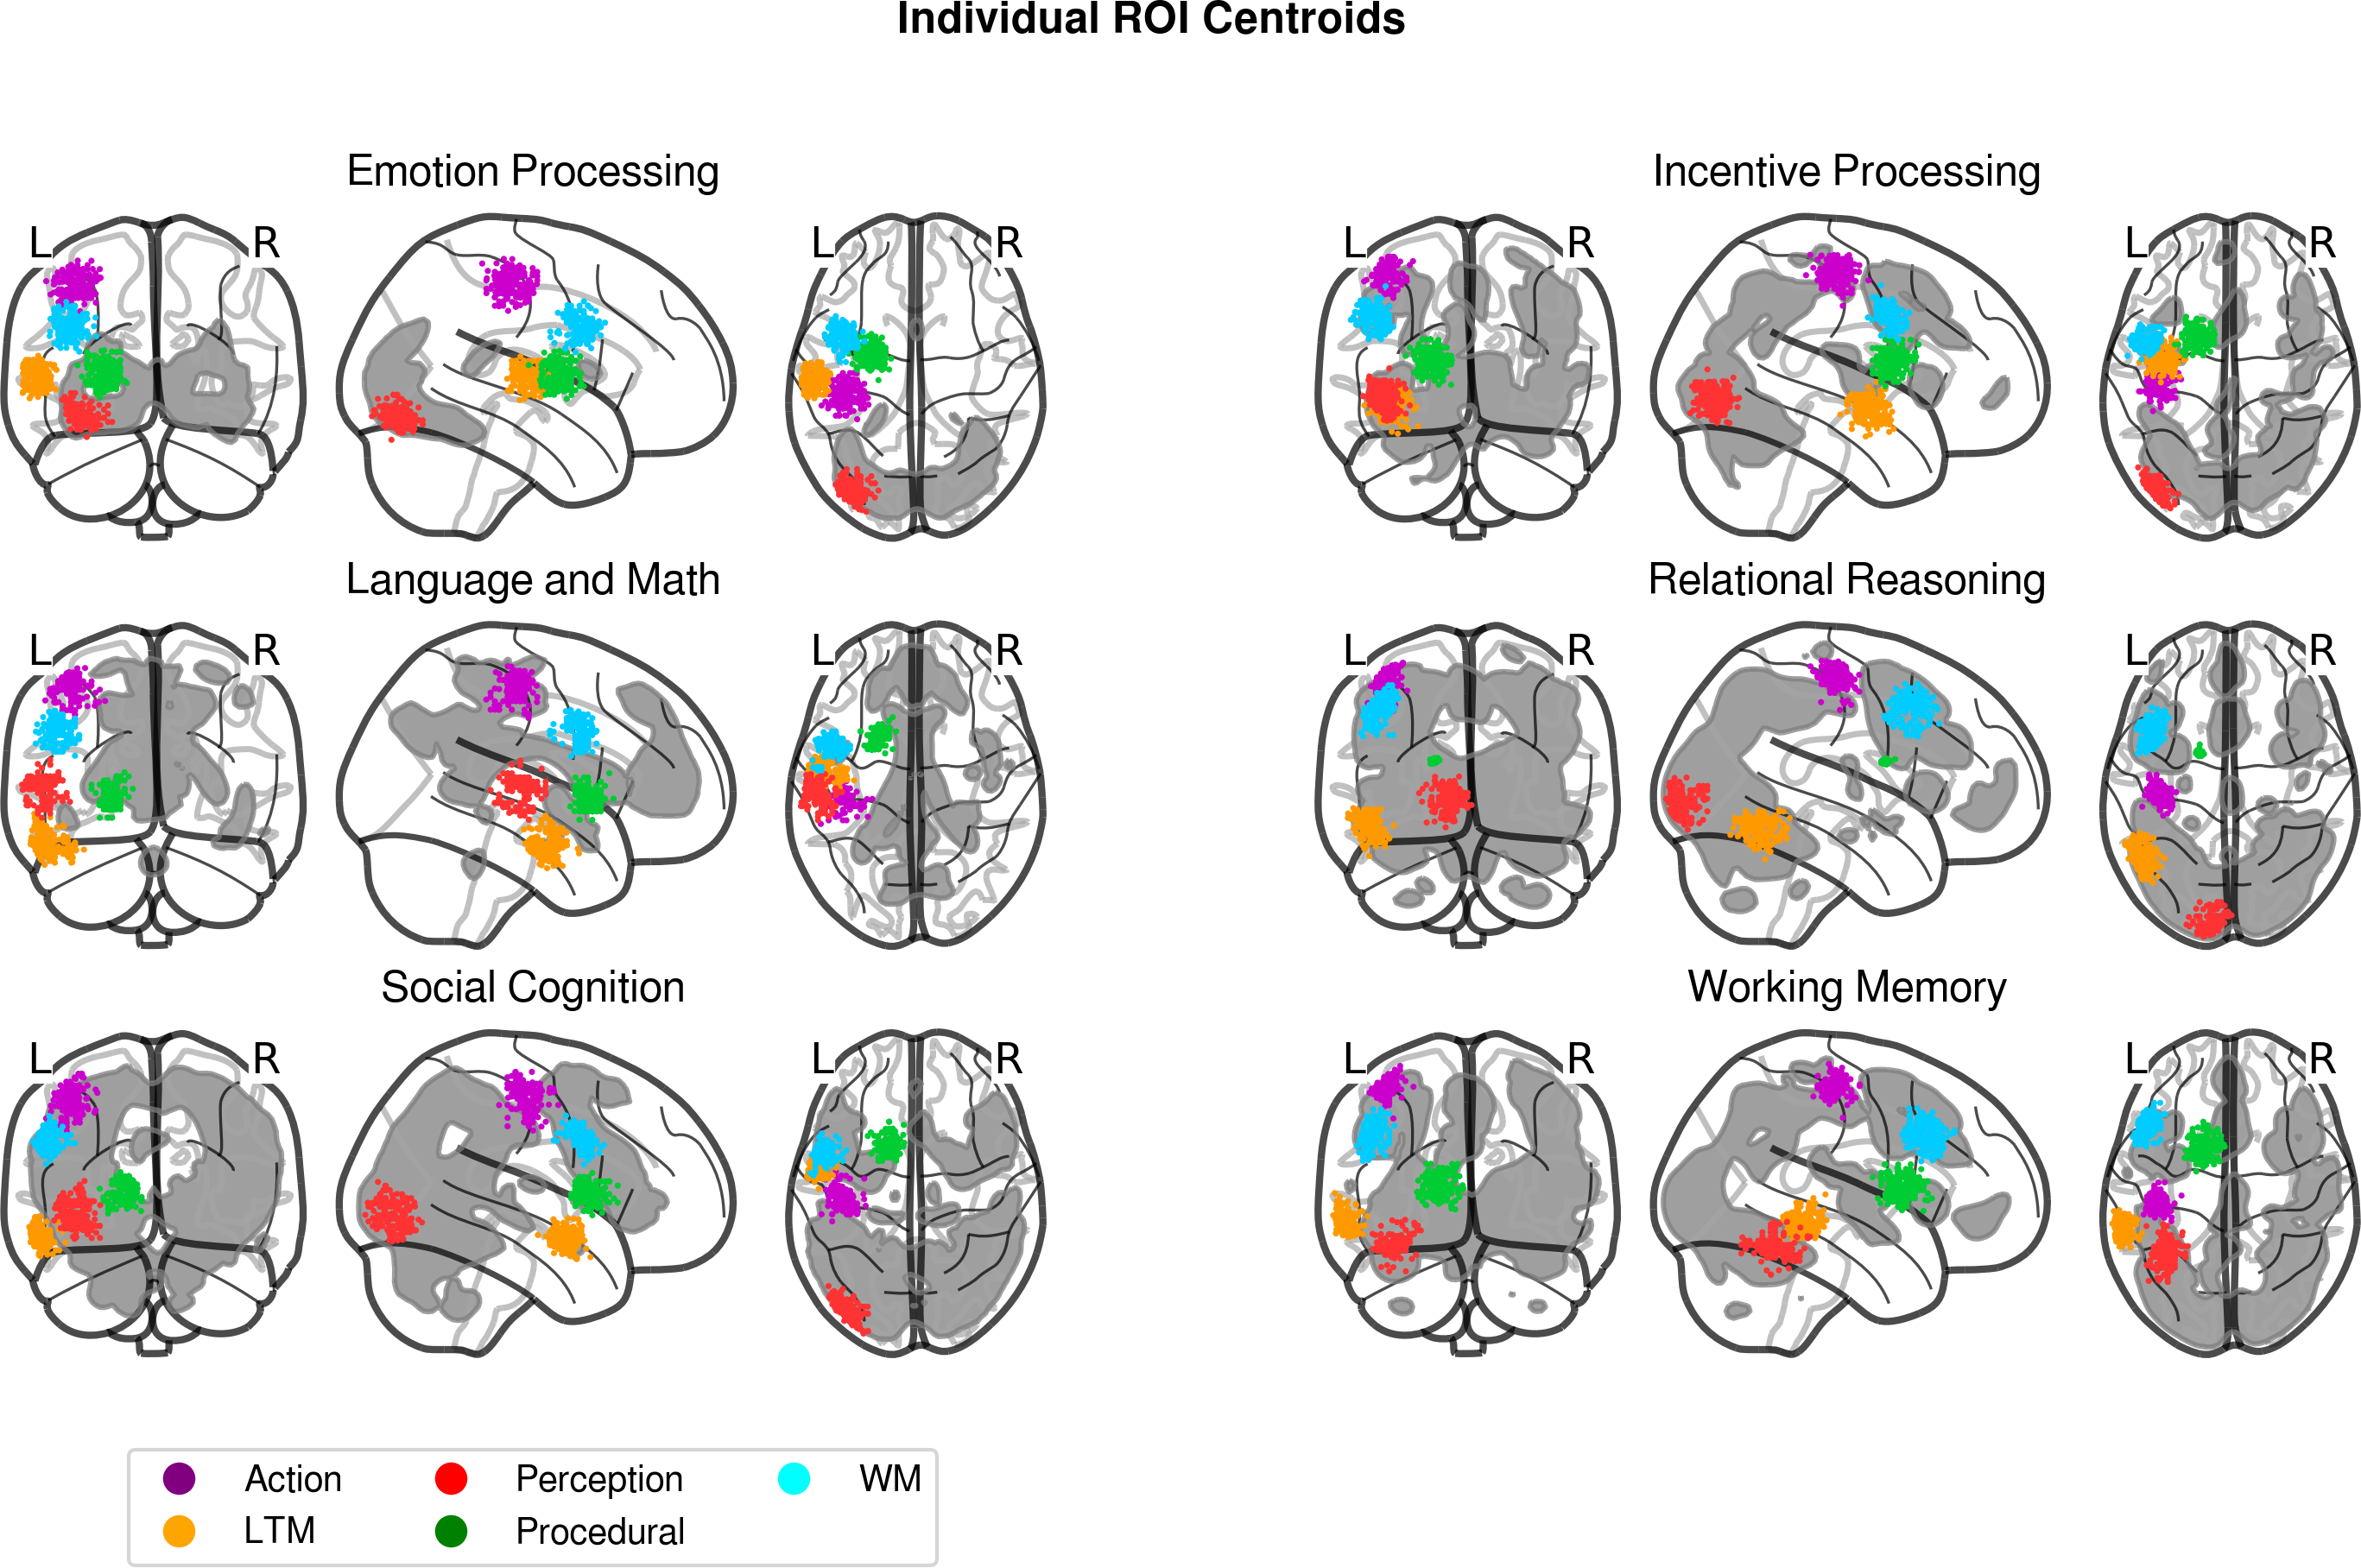 Individual ROI Centroids
Emotion Processing
Incentive Processing
L R L R
L R L R
Language and Math
Relational Reasoning
L R L R
L R L R
Social Cognition
Working Memory
L R L R
L R L R
Action
Perception
WM
LTM
Procedural